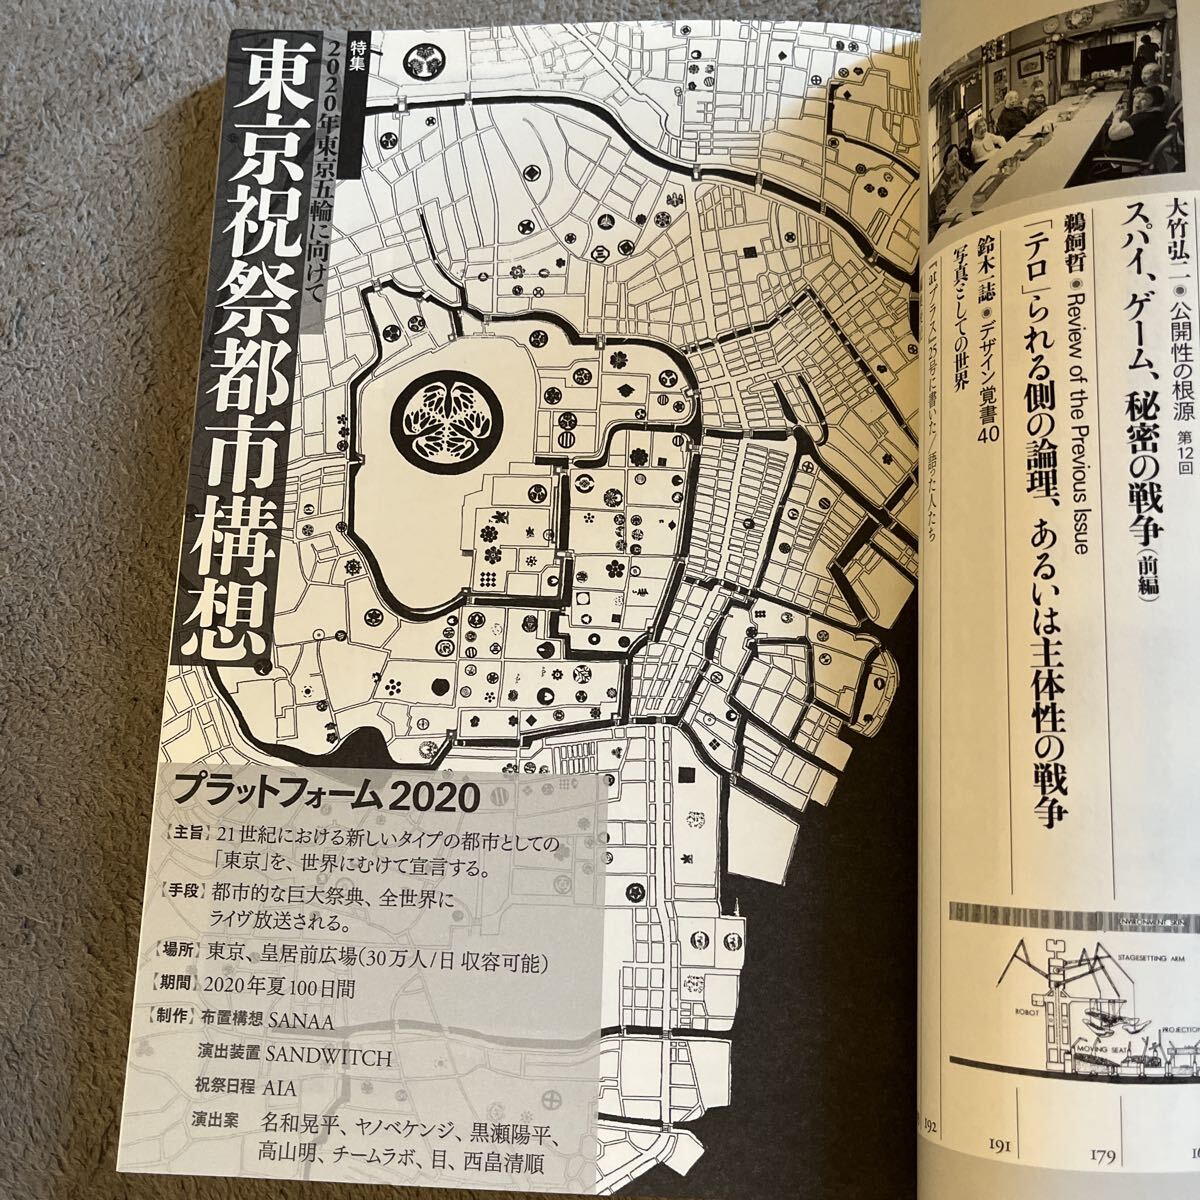 特集
2020年東京五輪に向けて
東京祝祭都市構想
プラットフォーム2020
【主旨】21世紀における新しいタイプの都市としての
「東京」を、世界にむけて宣言する。
【手段】都市的な巨大祭典、全世界に
ライヴ放送される。
【場所】東京、皇居前広場（30万人/日 収容可能）
【期間】2020年夏100日間
【制作】布置構想 SANAA
演出装置 SANDWITCH
祝祭日程 AIA
演出案 名和晃平、ヤノベケンジ、黒瀬陽平、
高山明、チームラボ、目、西畠清順
大竹弘二◉公開性の根源 第12回
スパイ、ゲーム、秘密の戦争（前編）
179
鵜飼哲◉Review of the Previous Issue
「テロ」られる側の論理、あるいは主体性の戦争
191
鈴木一誌◉デザイン覚書40
写真としての世界
192
atプラス25号に書いた/語った人たち
ENVIRONMENT SKIN
STAGESETTING ARM
ROBOT
PROJECTION
MOVING SEAT